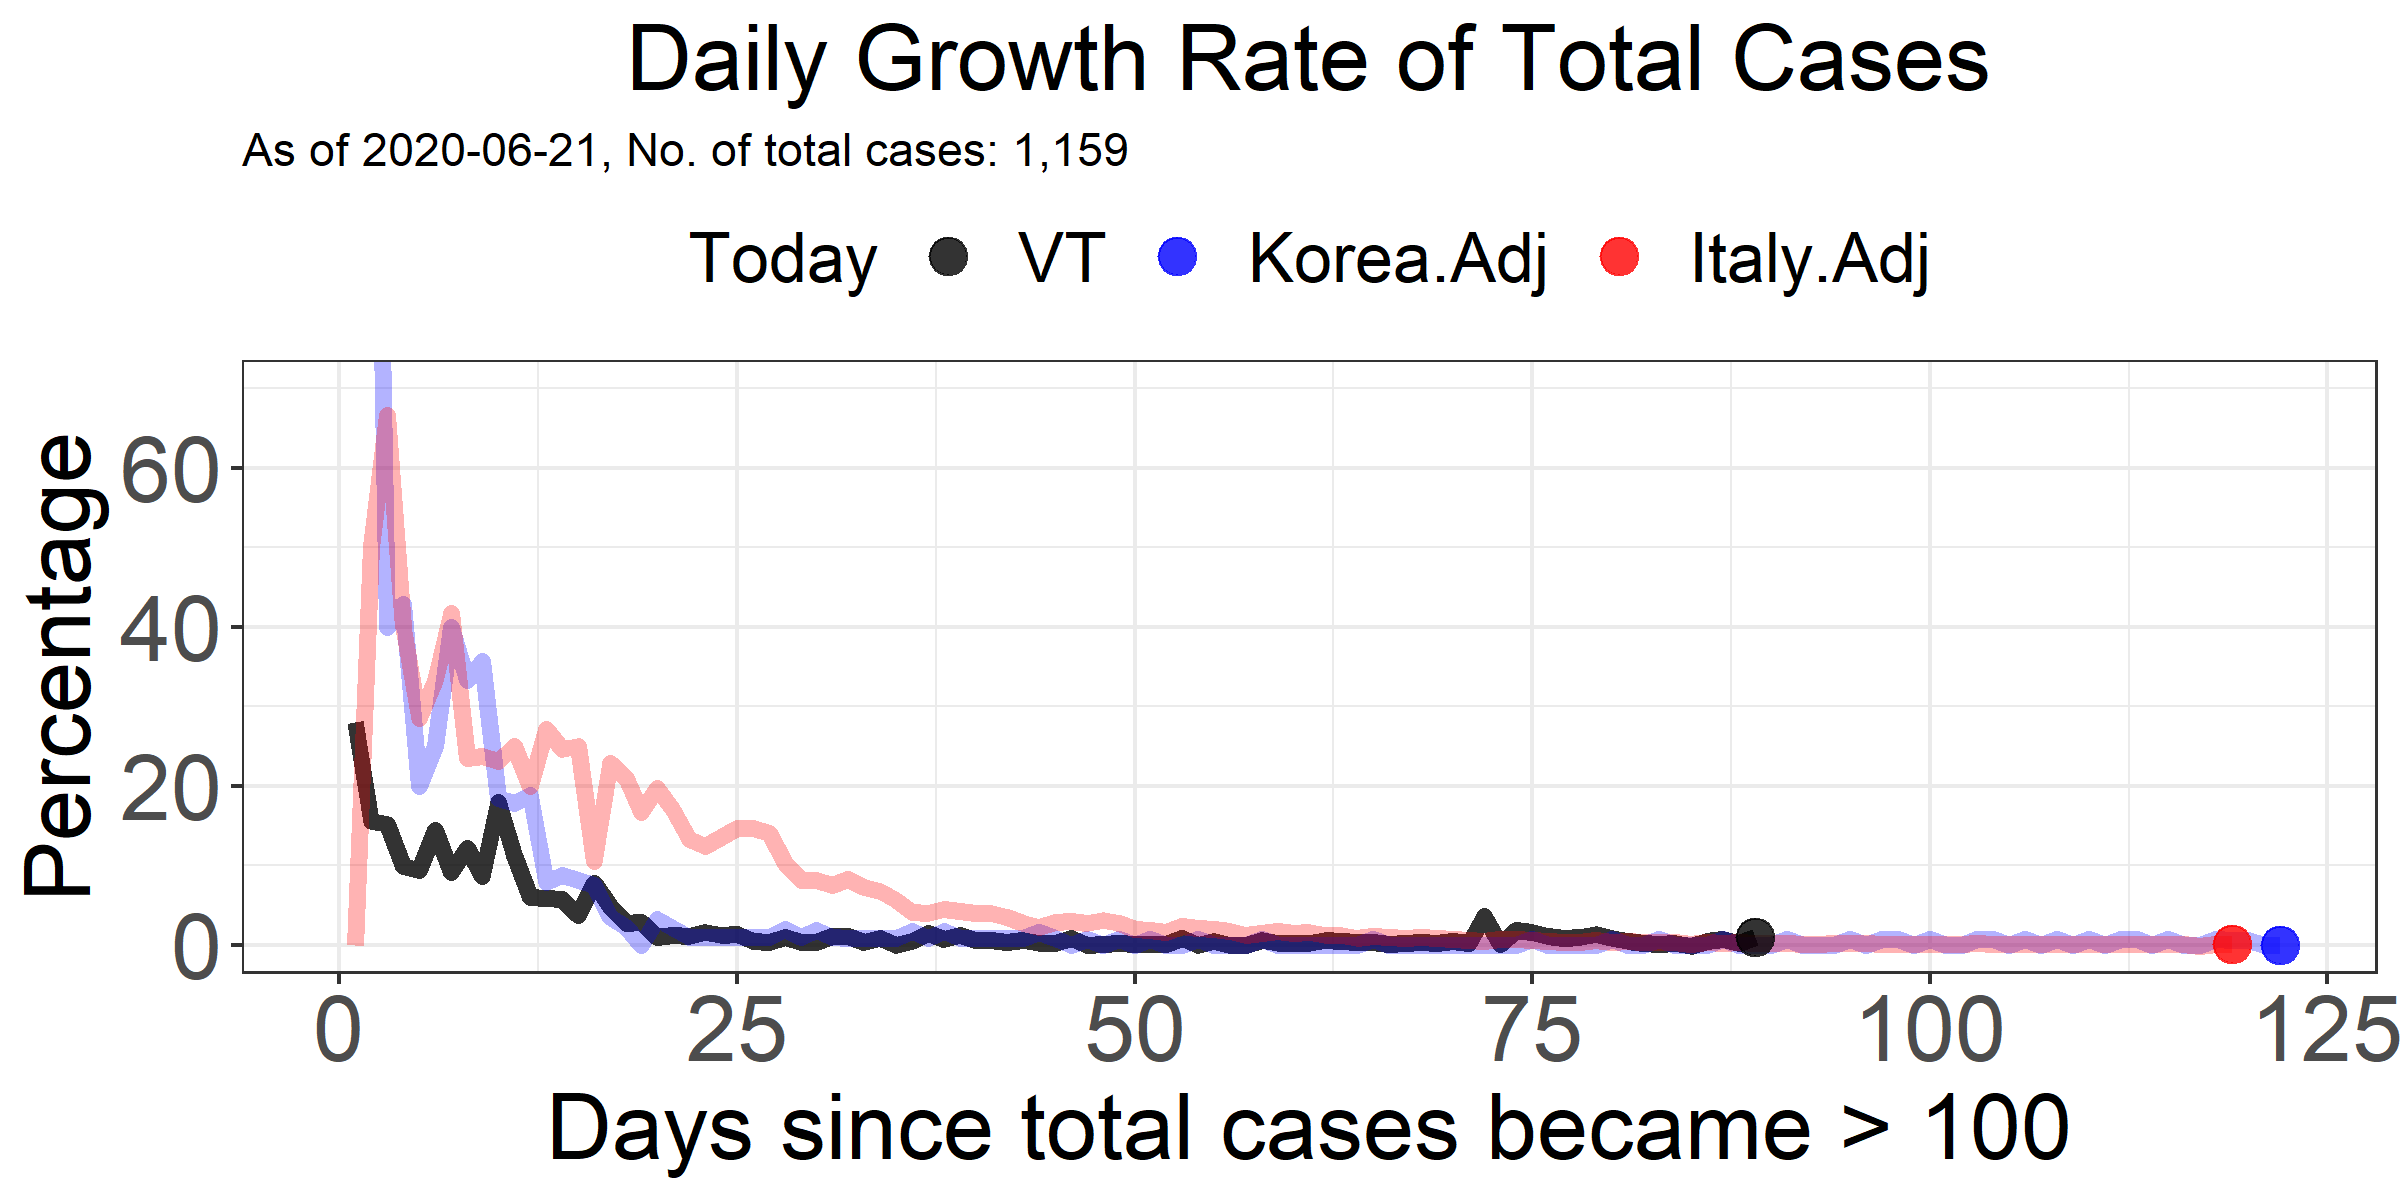 Daily Growth Rate of Total Cases
As of 2020-06-21, No. of total cases: 1,159
Today VT Korea.Adj Italy.Adj
Percentage
60
40
20
0
0 25 50 75 100 125
Days since total cases became > 100